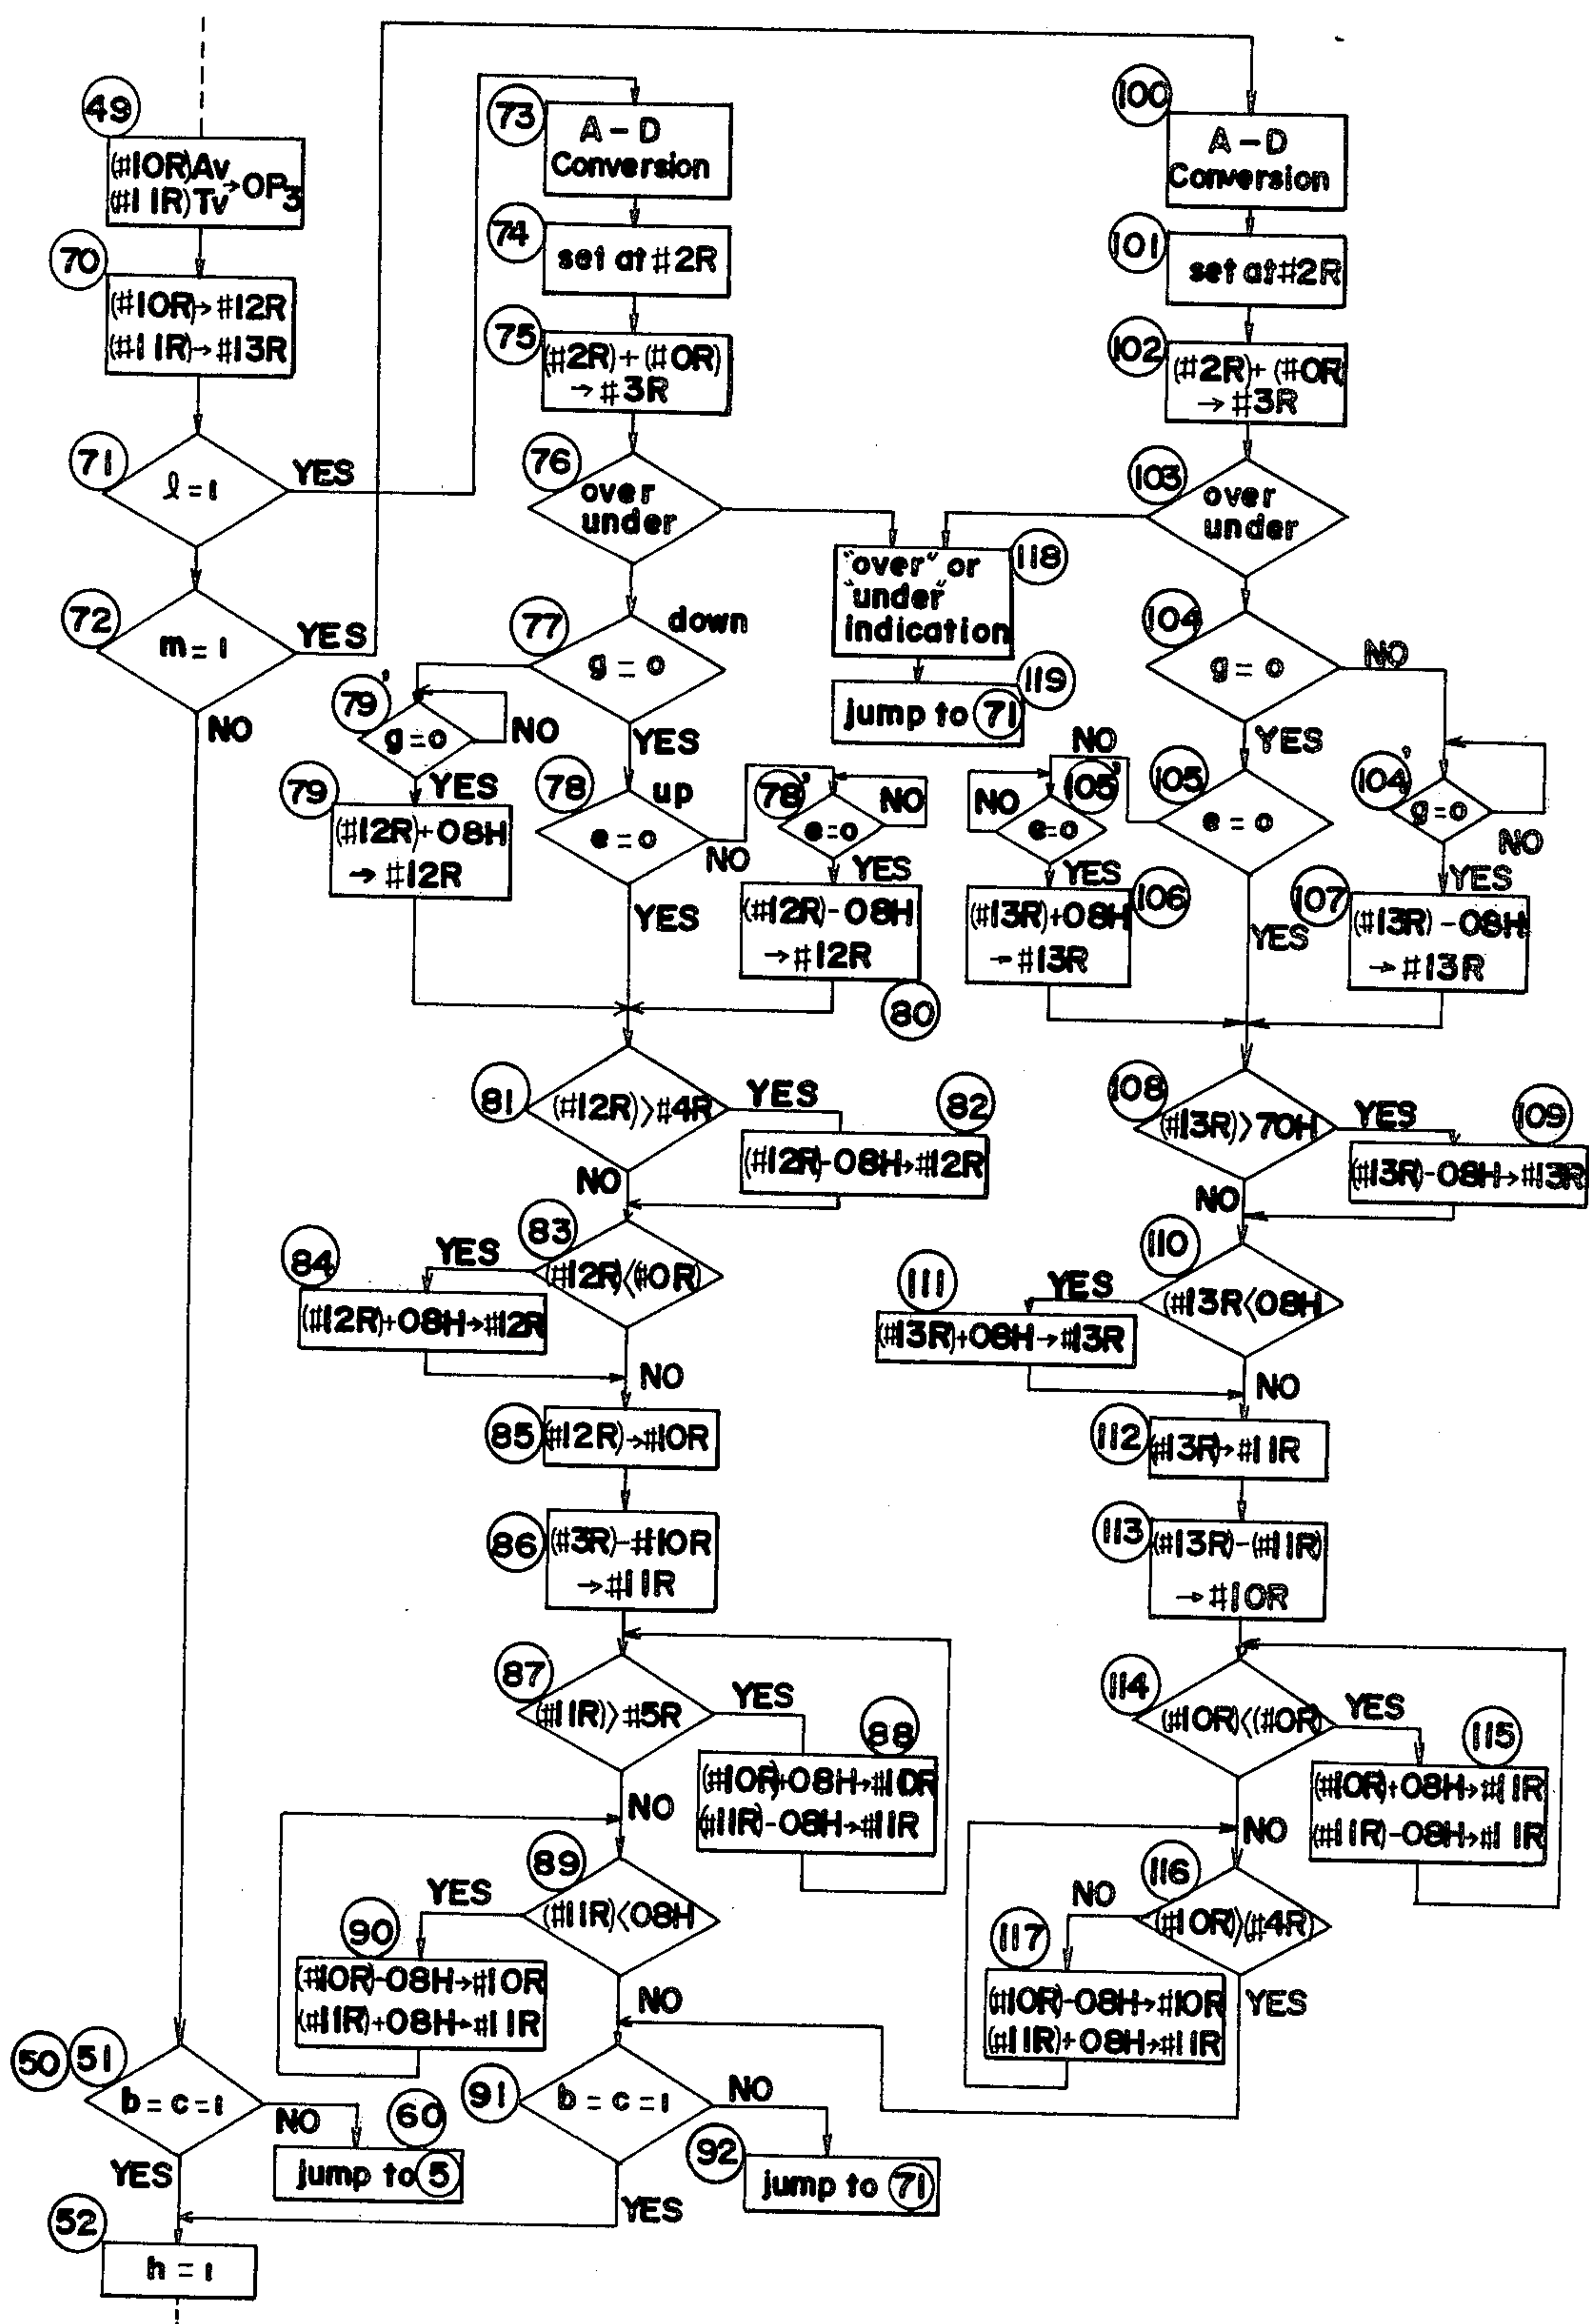 49
(#10R)Av
(#11R)Tv →OP3
70
(#10R)→#12R
(#11R)→#13R
71
l=1
YES
72
m=1
YES
NO
73
A-D
Conversion
74
set at #2R
75
(#2R)+(#0R)
→#3R
76
over
under
77
down
g=0
79'
g=0
NO
YES
YES
79
(#12R)+08H
→#12R
78
up
e=0
NO
78'
e=0
NO
YES
YES
(#12R)-08H
→#12R
80
81
(#12R)>#4R
YES
82
(#12R)-08H→#12R
NO
83
(#12R)<(#0R)
YES
84
(#12R)+08H→#12R
NO
85
(#12R)→#10R
86
(#3R)-#10R
→#11R
87
(#11R)>#5R
YES
88
(#10R)+08H→#10R
(#11R)-08H→#11R
NO
89
(#11R)<08H
YES
90
(#10R)-08H→#10R
(#11R)+08H→#11R
NO
91
b=c=1
NO
92
jump to 71
YES
100
A-D
Conversion
101
set at #2R
102
(#2R)+(#0R
→#3R
103
over
under
118
"over" or
"under"
indication
119
jump to 71
104
g=0
NO
YES
104'
g=0
NO
YES
105
e=0
NO
105'
e=0
NO
YES
YES
106
(#13R)+08H
→#13R
107
(#13R)-08H
→#13R
108
(#13R)>70H
YES
109
(#13R)-08H→#13R
NO
110
(#13R<08H
YES
111
(#13R)+08H→#13R
NO
112
(#13R)→#11R
113
(#13R)-(#11R)
→#10R
114
(#10R)<(#0R)
YES
115
(#10R)+08H→#11R
(#11R)-08H→#11R
NO
116
(#10R)>(#4R)
NO
117
(#10R)-08H→#10R
(#11R)+08H→#11R
YES
50 51
b=c=1
NO
60
jump to 5
YES
52
h=1